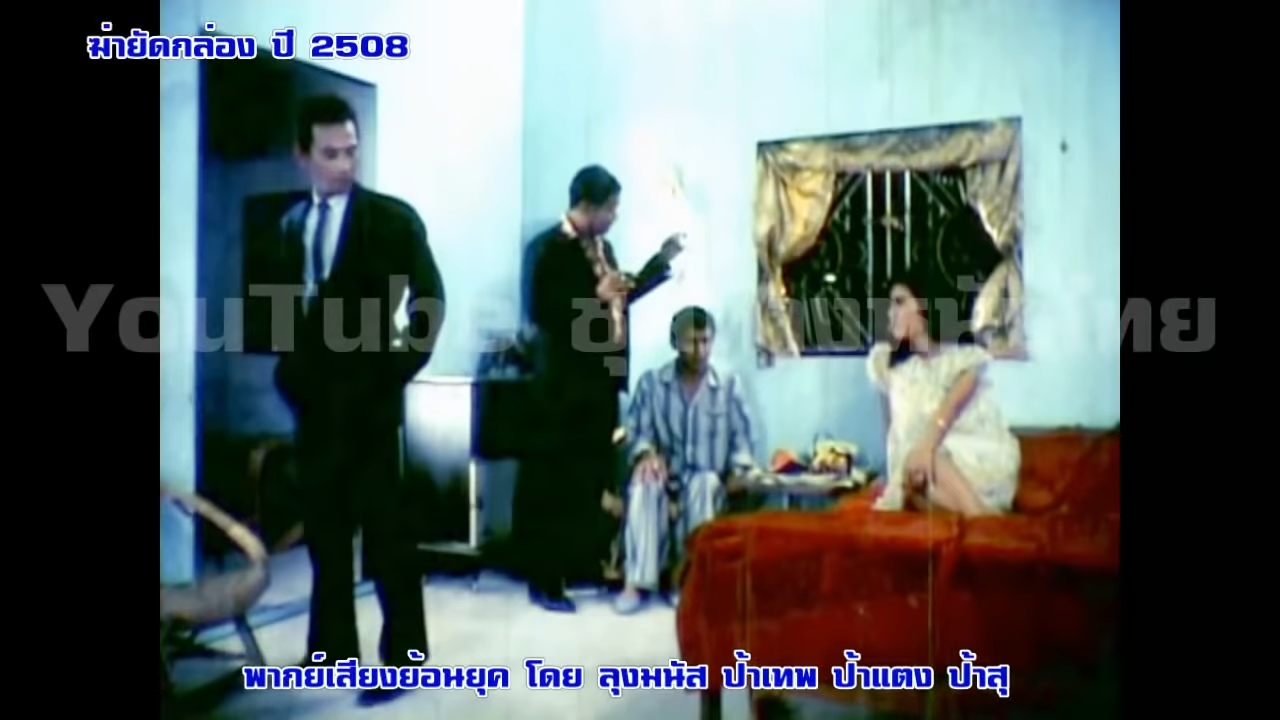 ฆ่ายัดกล่อง ปี 2508
YouTube
พากย์เสียงย้อนยุค โดย ลุงมนัส ป้าเทพ ป้าแตง ป้าสุ